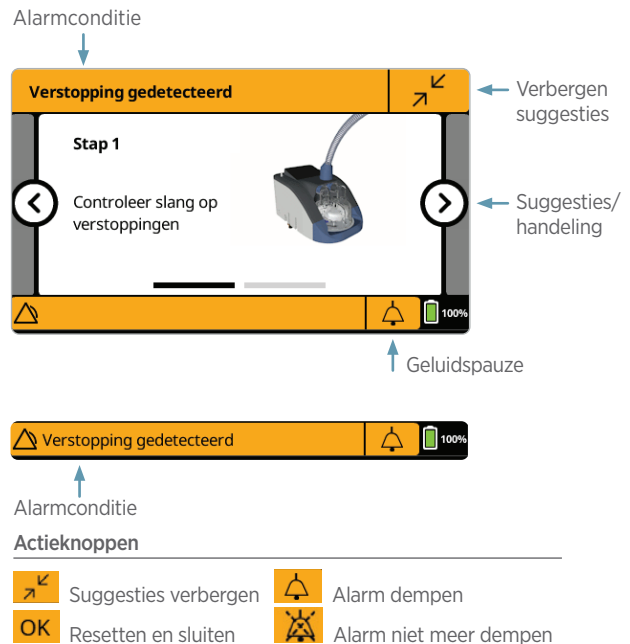 Alarmconditie
Verstopping gedetecteerd
Verbergen
suggesties
Stap 1
Controleer slang op
verstoppingen
Suggesties/
handeling
100%
Geluidspauze
Verstopping gedetecteerd
100%
Alarmconditie
Actieknoppen
Suggesties verbergen
Alarm dempen
OK Resetten en sluiten
Alarm niet meer dempen